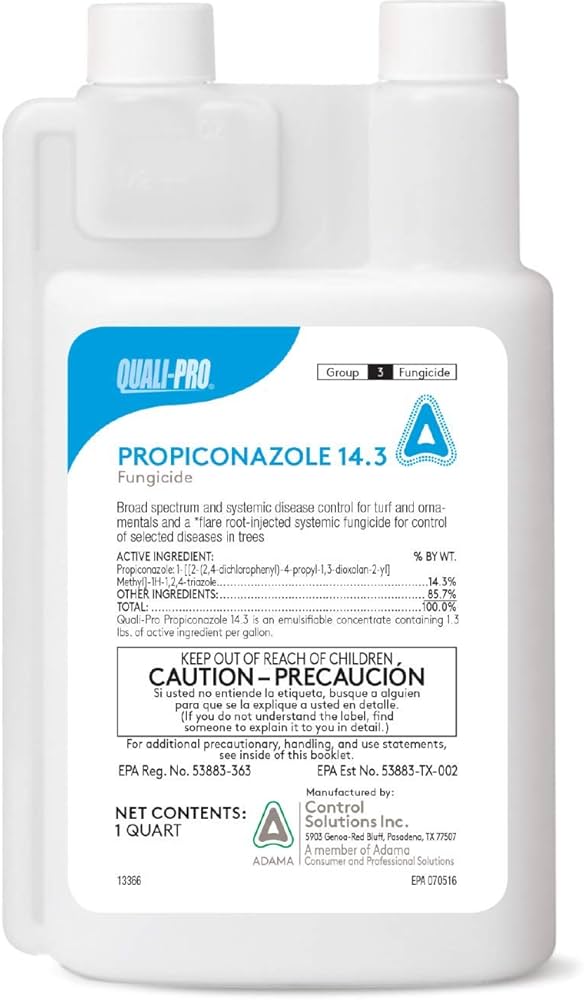 QUALI-PRO®
Group 3 Fungicide
PROPICONAZOLE 14.3
Fungicide
Broad spectrum and systemic disease control for turf and orna-
mentals and a *flare root-injected systemic fungicide for control
of selected diseases in trees
ACTIVE INGREDIENT: % BY WT.
Propiconazole: 1-[[2-(2,4-dichlorophenyl)-4-propyl-1,3-dioxolan-2-yl]
Methyl]-1H-1,2,4-triazole 14.3%
OTHER INGREDIENTS: 85.7%
TOTAL: 100.0%
Quali-Pro Propiconazole 14.3 is an emulsifiable concentrate containing 1.3
lbs. of active ingredient per gallon.
KEEP OUT OF REACH OF CHILDREN
CAUTION – PRECAUCIÓN
Si usted no entiende la etiqueta, busque a alguien
para que se la explique a usted en detalle.
(If you do not understand the label, find
someone to explain it to you in detail.)
For additional precautionary, handling, and use statements,
see inside of this booklet.
EPA Reg. No. 53883-363 EPA Est No. 53883-TX-002
NET CONTENTS:
1 QUART
ADAMA
Manufactured by:
Control
Solutions Inc.
5903 Genoa-Red Bluff, Pasadena, TX 77507
A member of Adama
Consumer and Professional Solutions
13366 EPA 070516